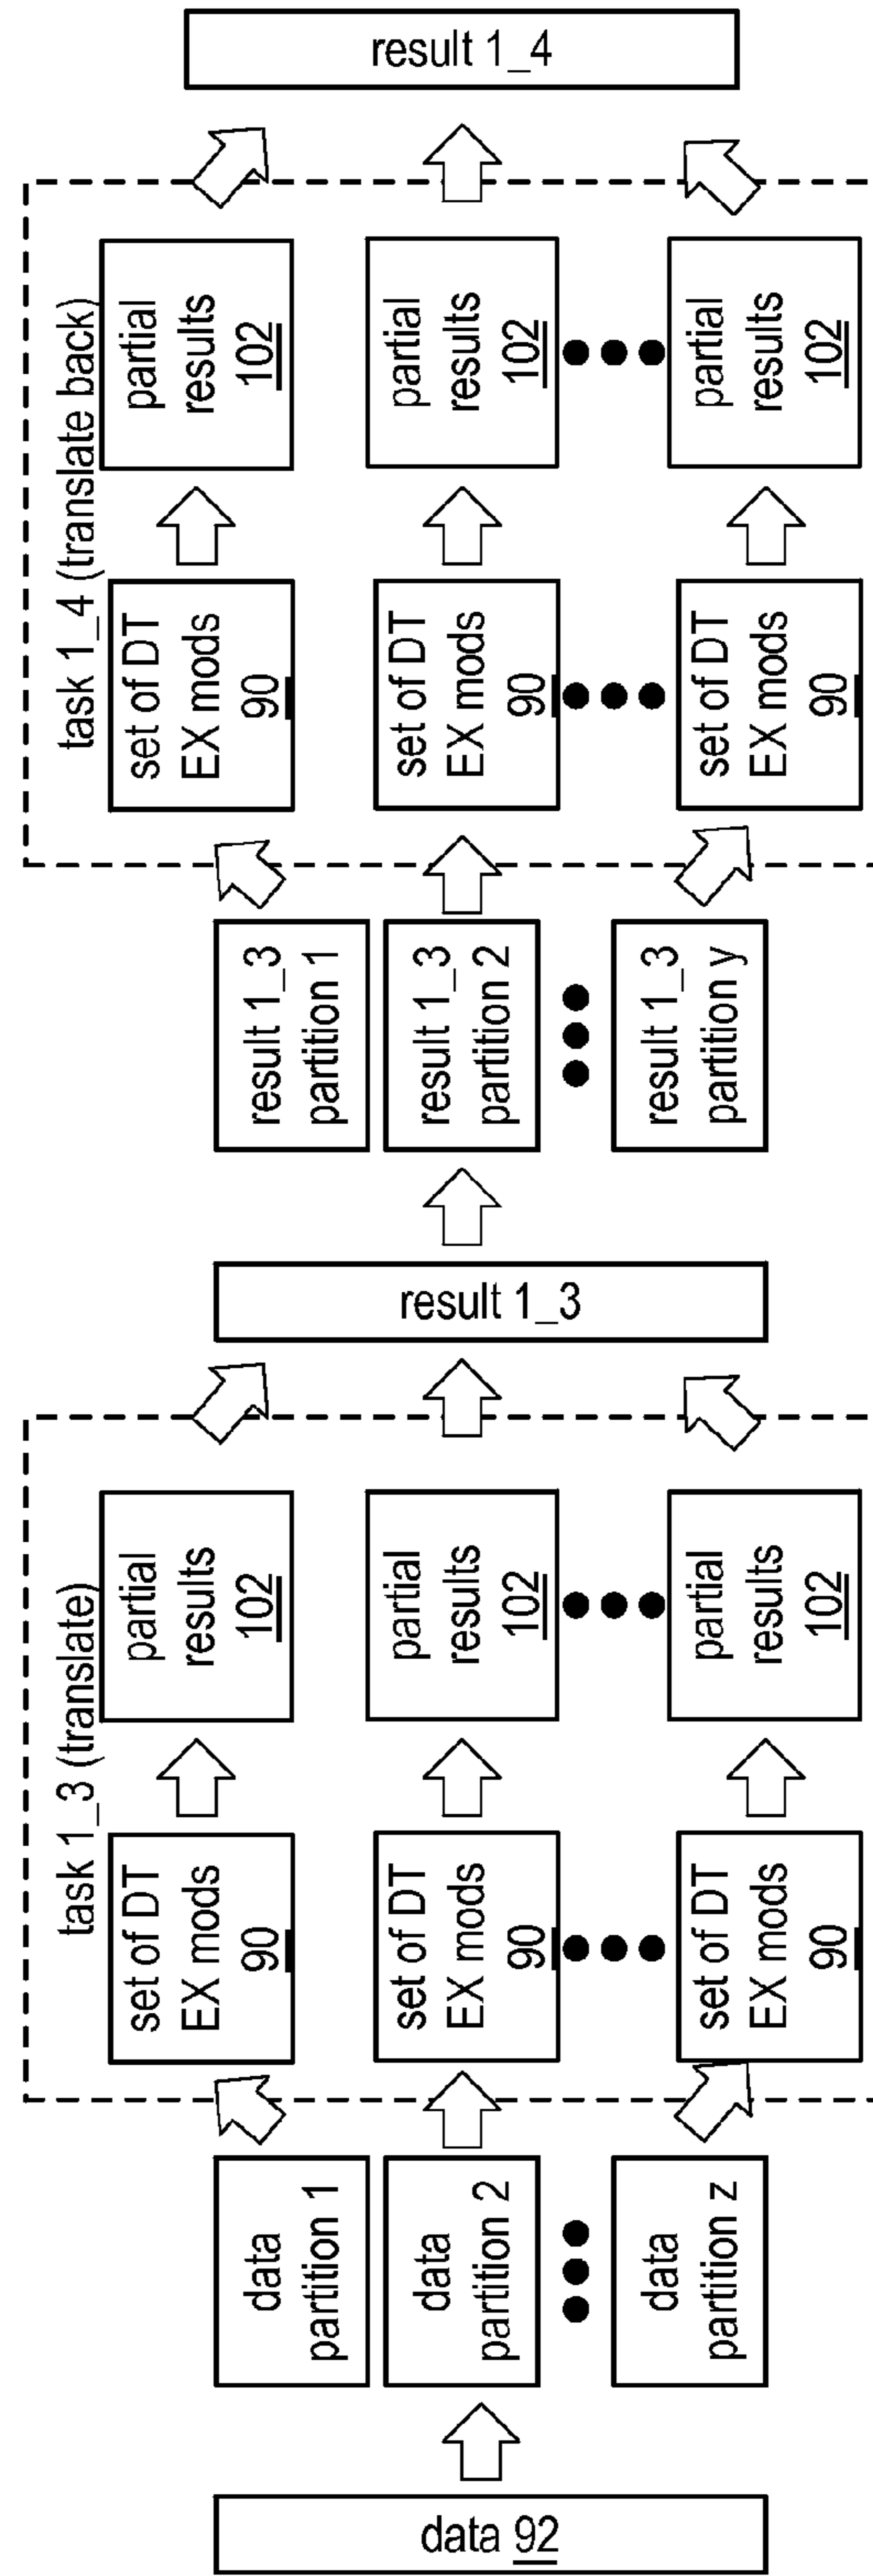 data 92
data
partition 1
data
partition 2
data
partition z
task 1_3 (translate)
set of DT
EX mods
90
set of DT
EX mods
90
set of DT
EX mods
90
partial
results
102
partial
results
102
partial
results
102
result 1_3
result 1_3
partition 1
result 1_3
partition 2
result 1_3
partition y
task 1_4 (translate back)
set of DT
EX mods
90
set of DT
EX mods
90
set of DT
EX mods
90
partial
results
102
partial
results
102
partial
results
102
result 1_4